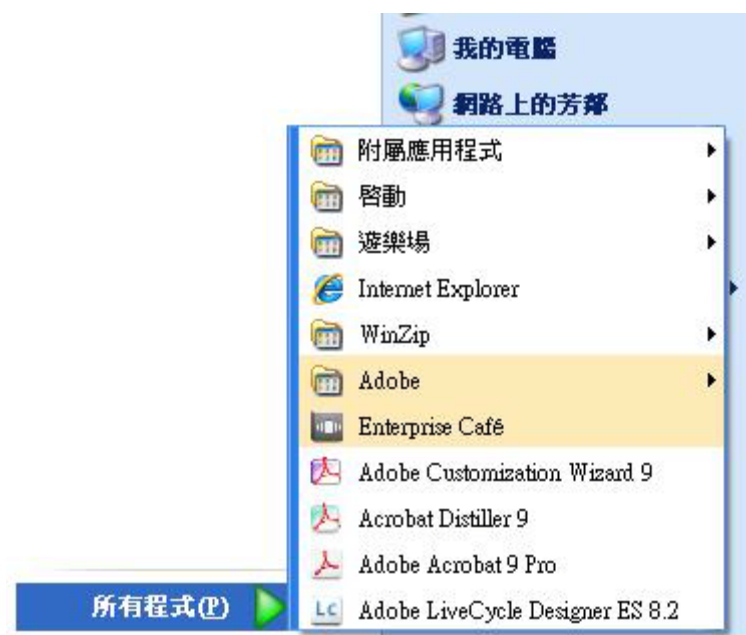 我的電腦
網路上的芳鄰
附屬應用程式
啓動
遊樂場
Internet Explorer
WinZip
Adobe
Enterprise Café
Adobe Customization Wizard 9
Acrobat Distiller 9
Adobe Acrobat 9 Pro
LC Adobe LiveCycle Designer ES 8.2
所有程式(P)